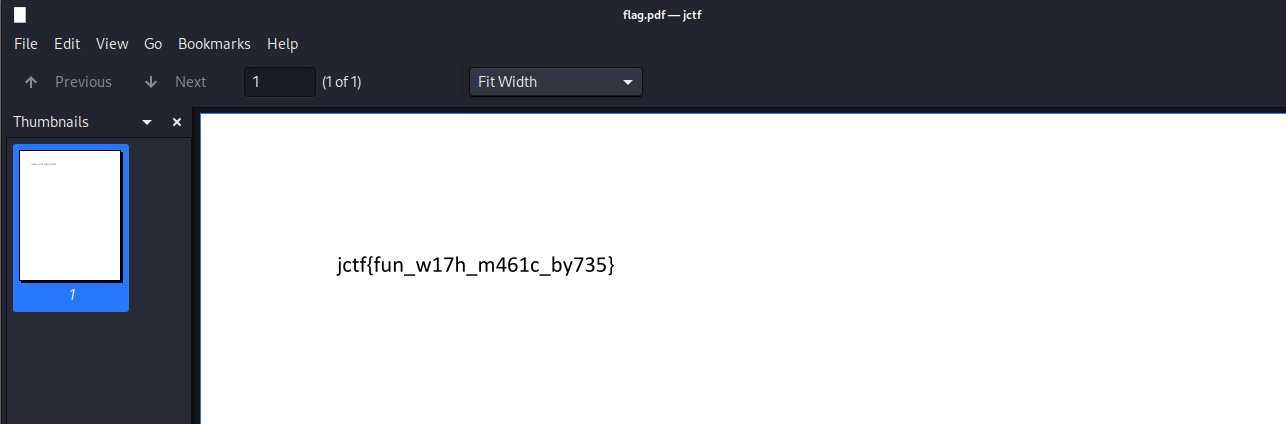 flag.pdf — jctf
File Edit View Go Bookmarks Help
Previous Next 1 (1 of 1) Fit Width
Thumbnails
1
jctf{fun_w17h_m461c_by735}